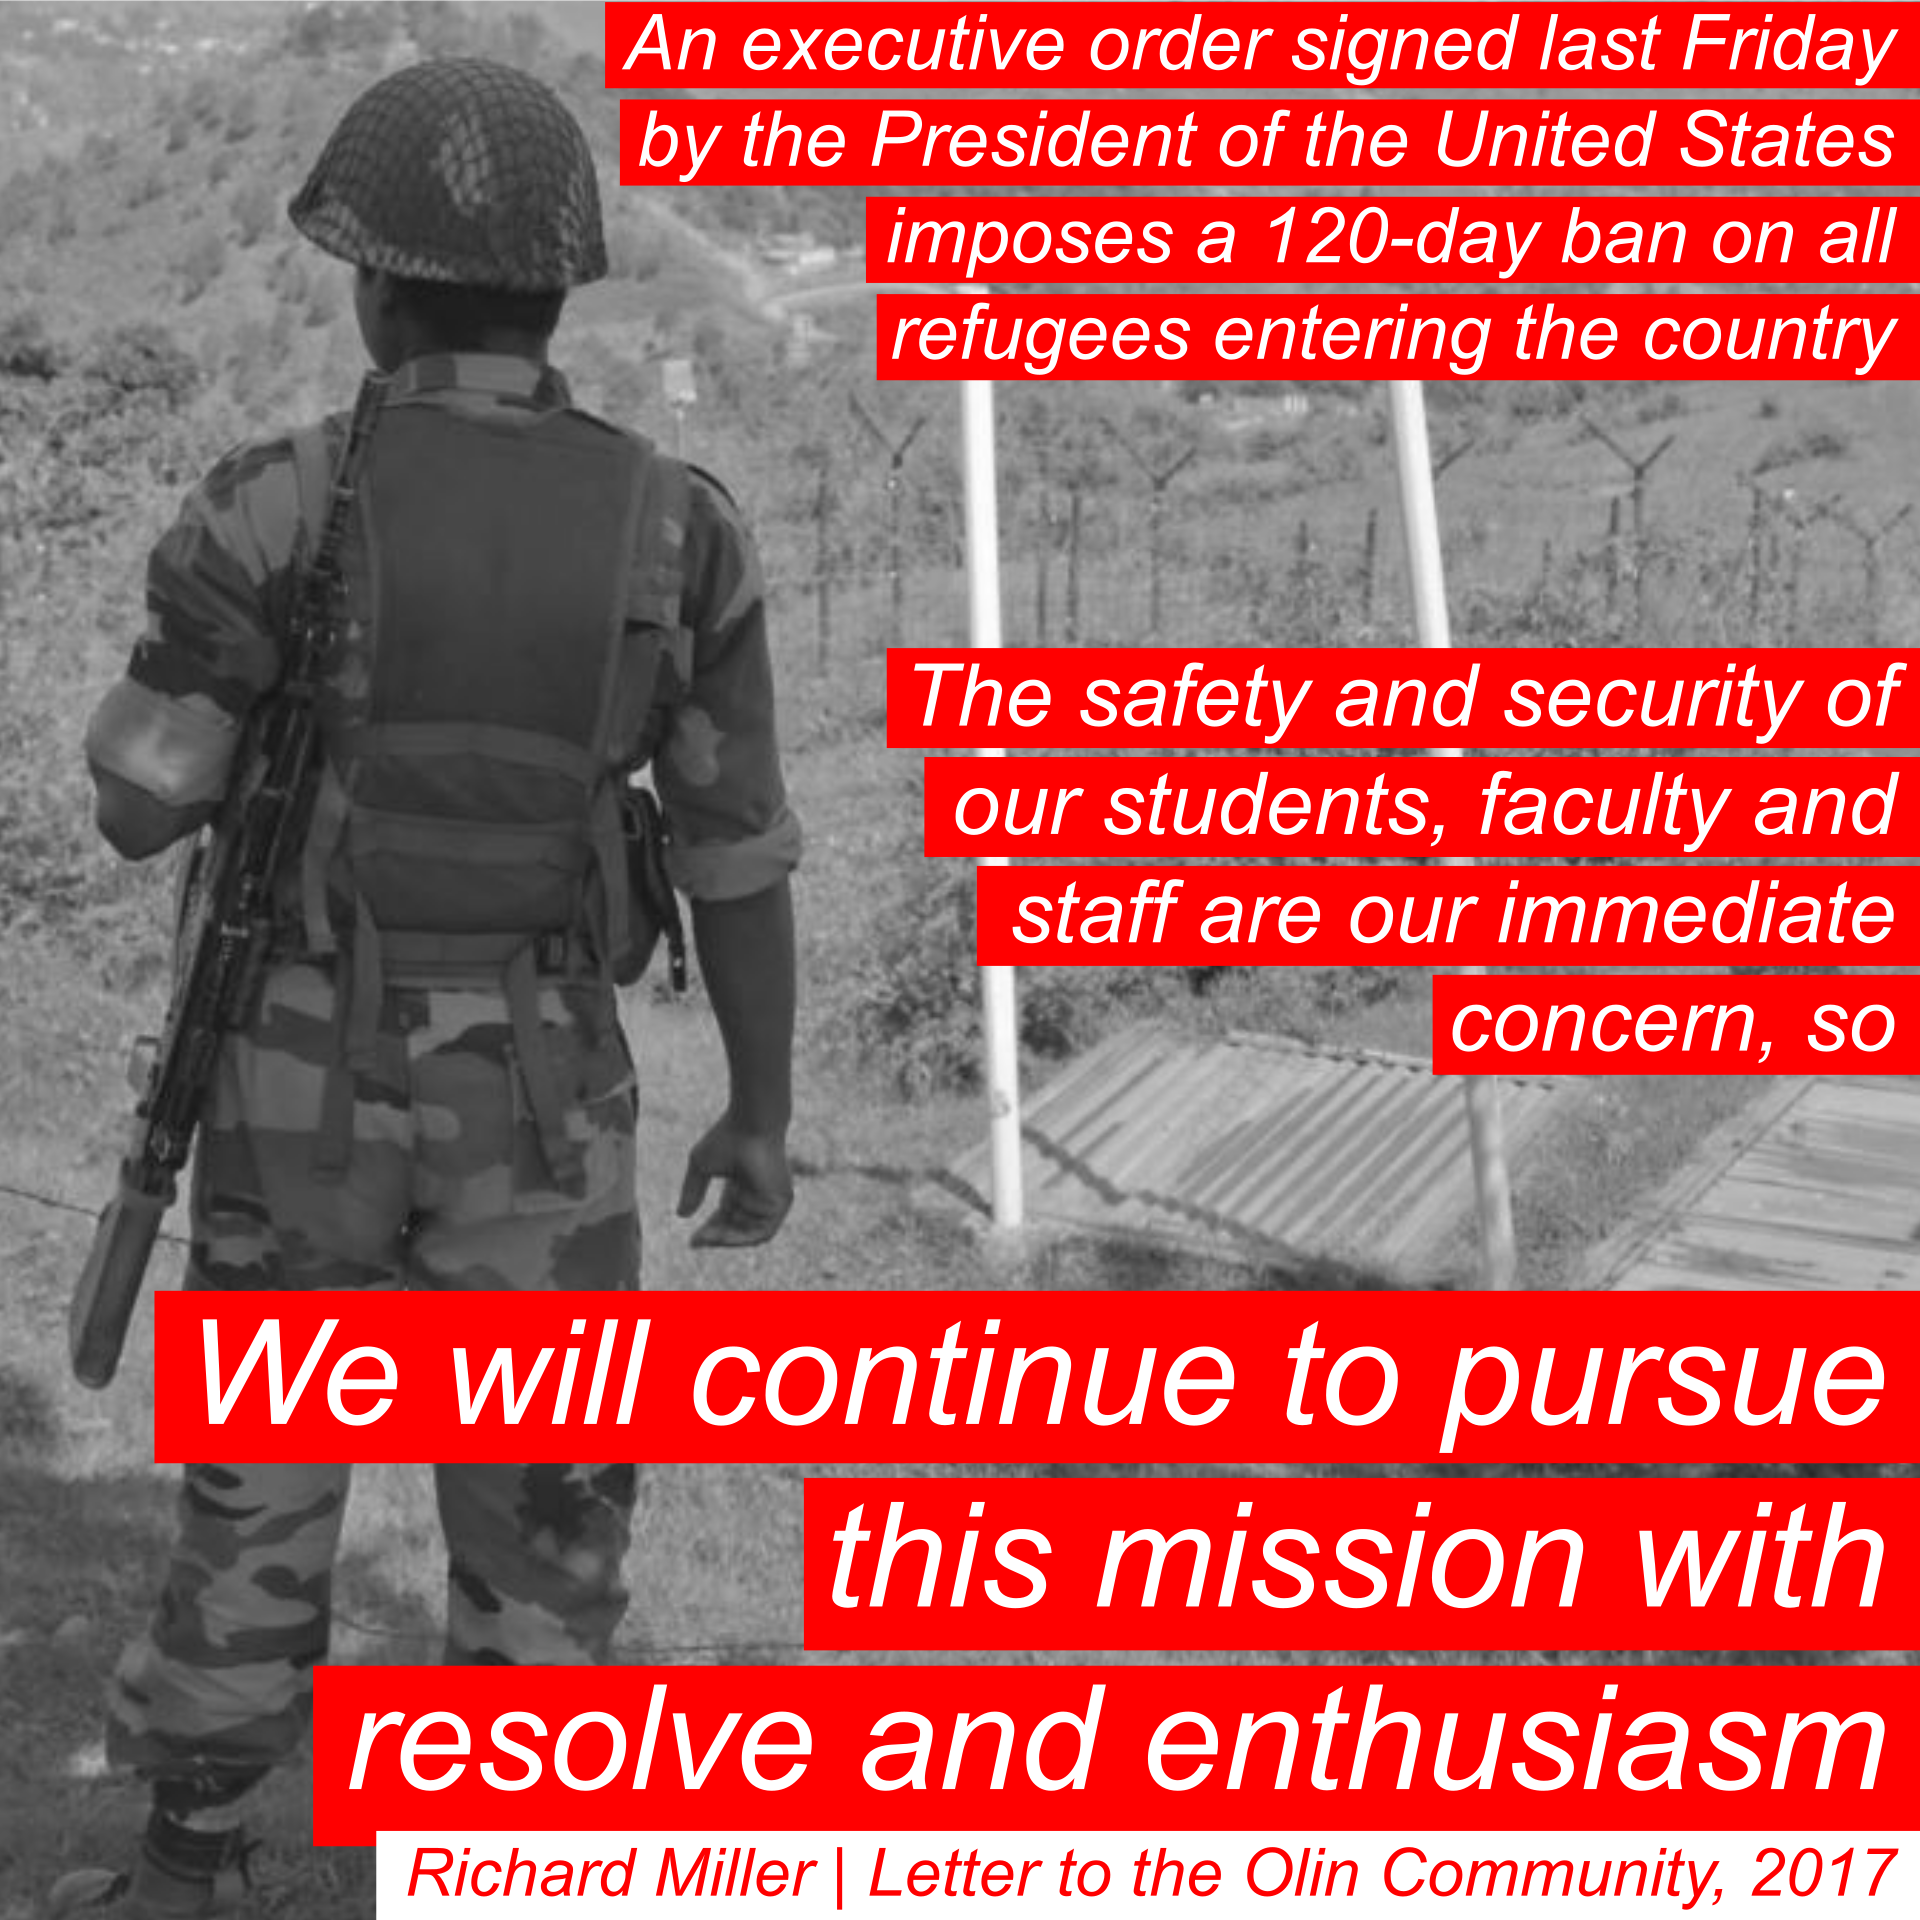 An executive order signed last Friday
by the President of the United States
imposes a 120-day ban on all
refugees entering the country
The safety and security of
our students, faculty and
staff are our immediate
concern, so
We will continue to pursue
this mission with
resolve and enthusiasm
Richard Miller | Letter to the Olin Community, 2017